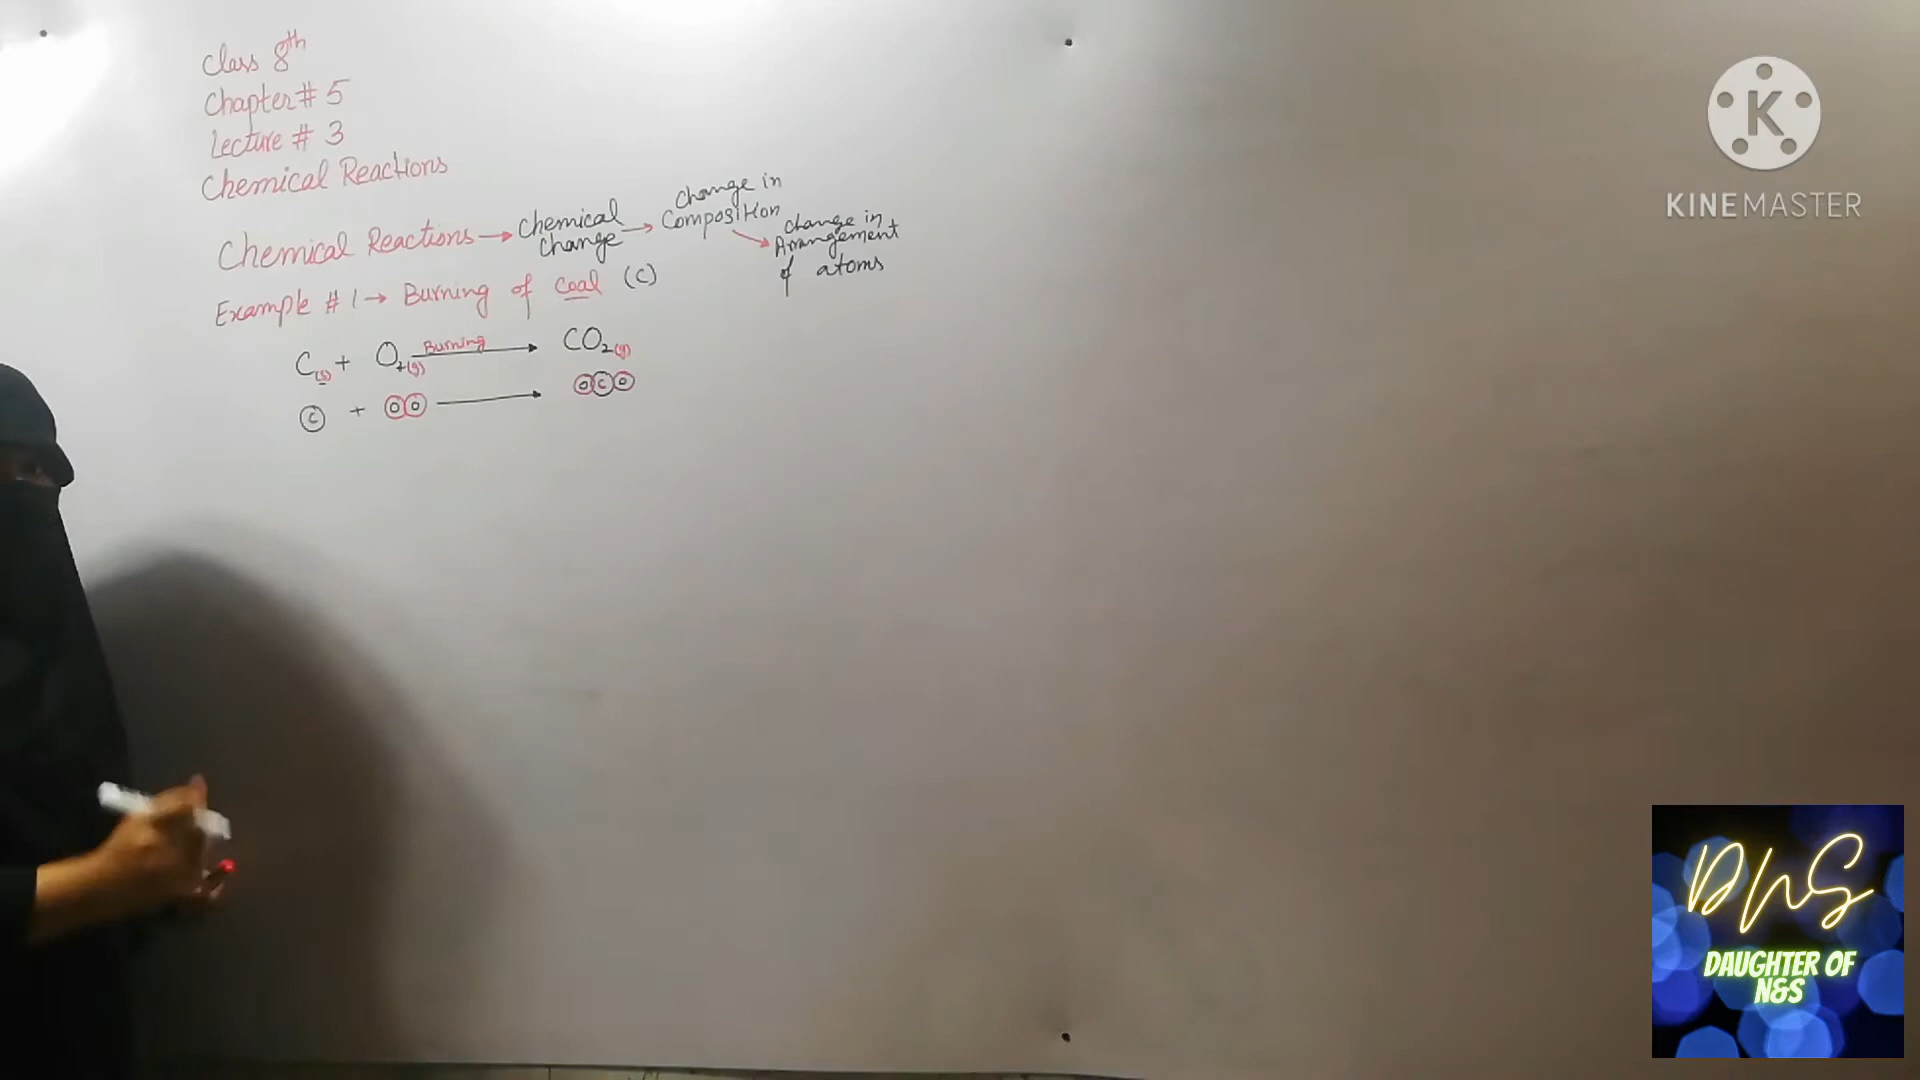 Class 8th
Chapter # 5
Lecture # 3
Chemical Reactions
Chemical Reactions → Chemical Change → Change in Composition → Change in Arrangement of atoms
Example # 1 → Burning of Coal (C)
C(s) + O2(g) Burning → CO2(g)
C + OO → OCO
K
KINEMASTER
DNS
DAUGHTER OF
N&S